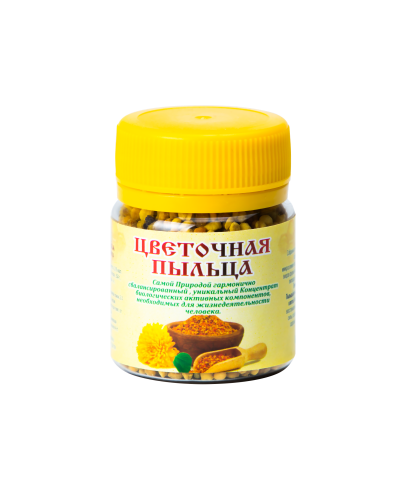 ЦВЕТОЧНАЯ
ПЫЛЬЦА
Самой Природой гармонично
сбалансированный , уникальный Концентрат
биологических активных компонентов,
необходимых для жизнедеятельности
человека.